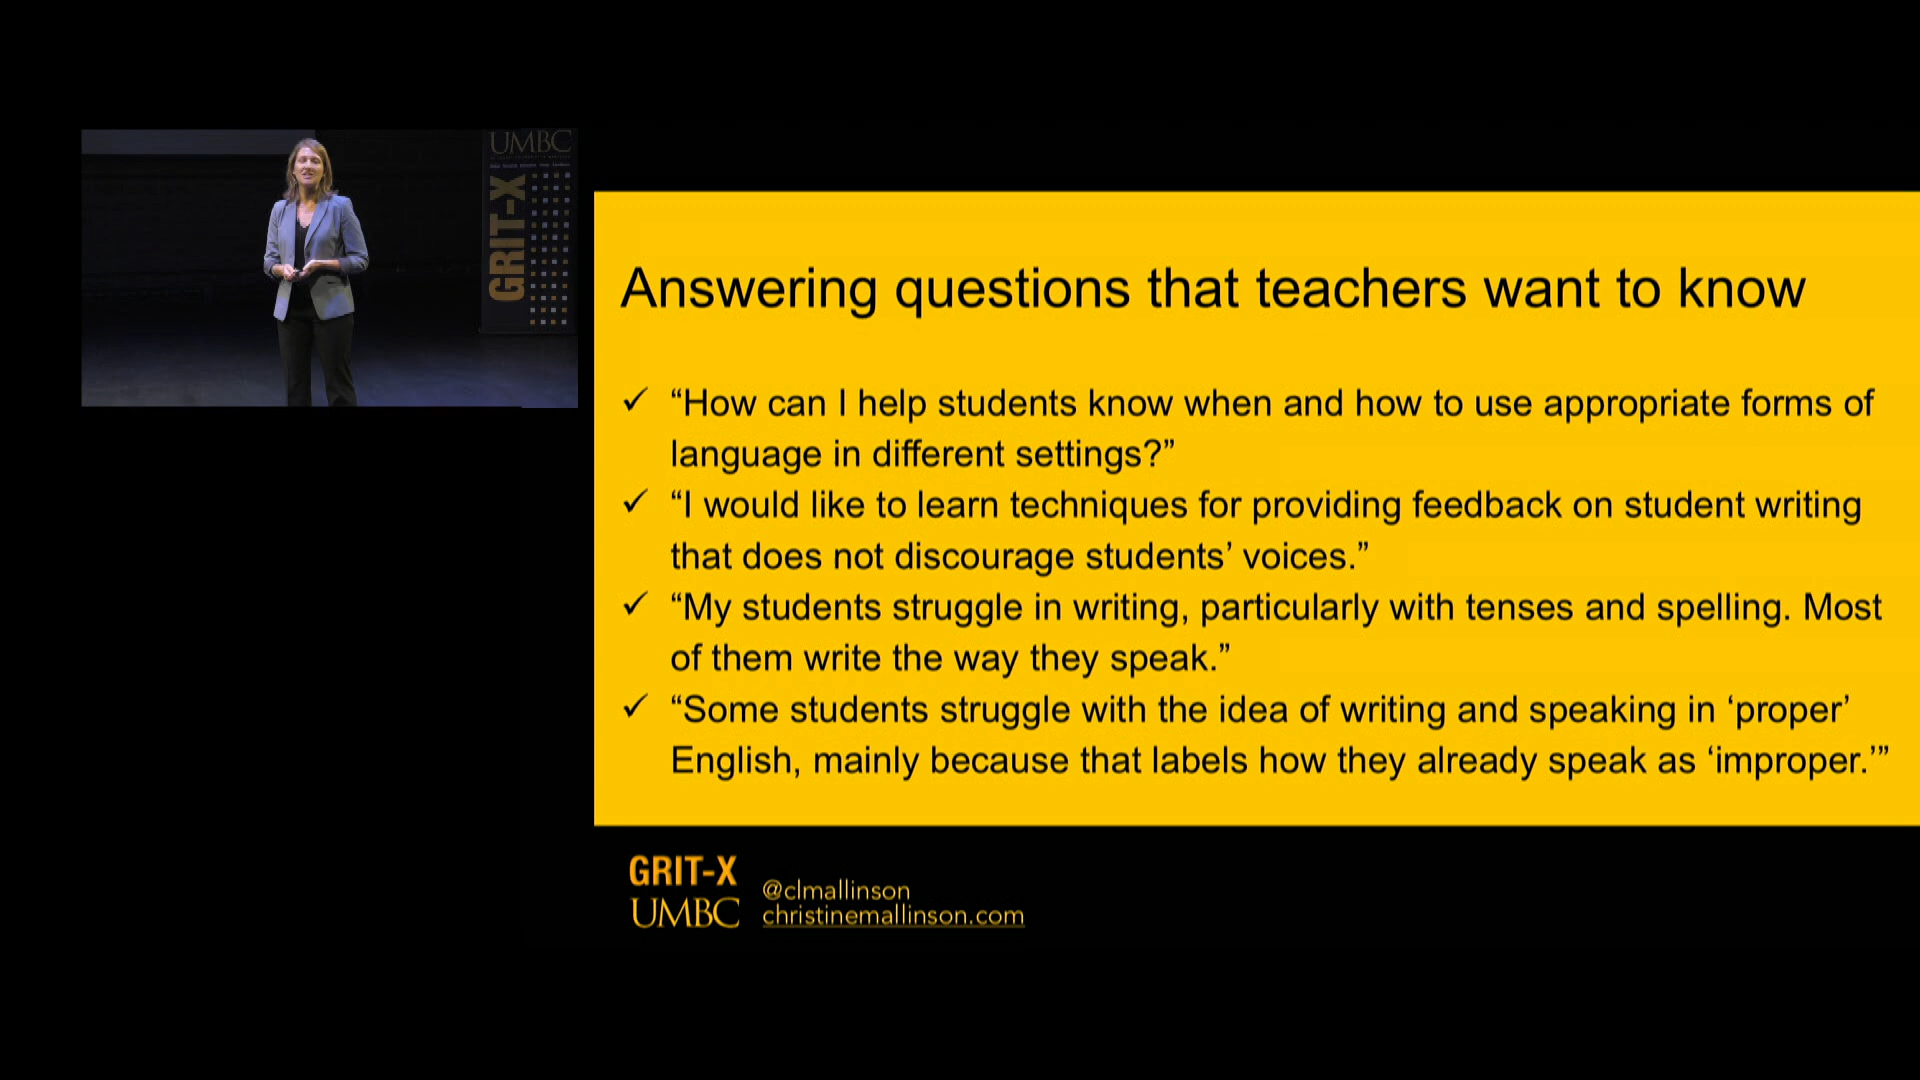 UMBC
GRIT-X
Answering questions that teachers want to know
✓ “How can I help students know when and how to use appropriate forms of
language in different settings?”
✓ “I would like to learn techniques for providing feedback on student writing
that does not discourage students’ voices.”
✓ “My students struggle in writing, particularly with tenses and spelling. Most
of them write the way they speak.”
✓ “Some students struggle with the idea of writing and speaking in ‘proper’
English, mainly because that labels how they already speak as ‘improper.’”
GRIT-X
UMBC
@clmallinson
christinemallinson.com